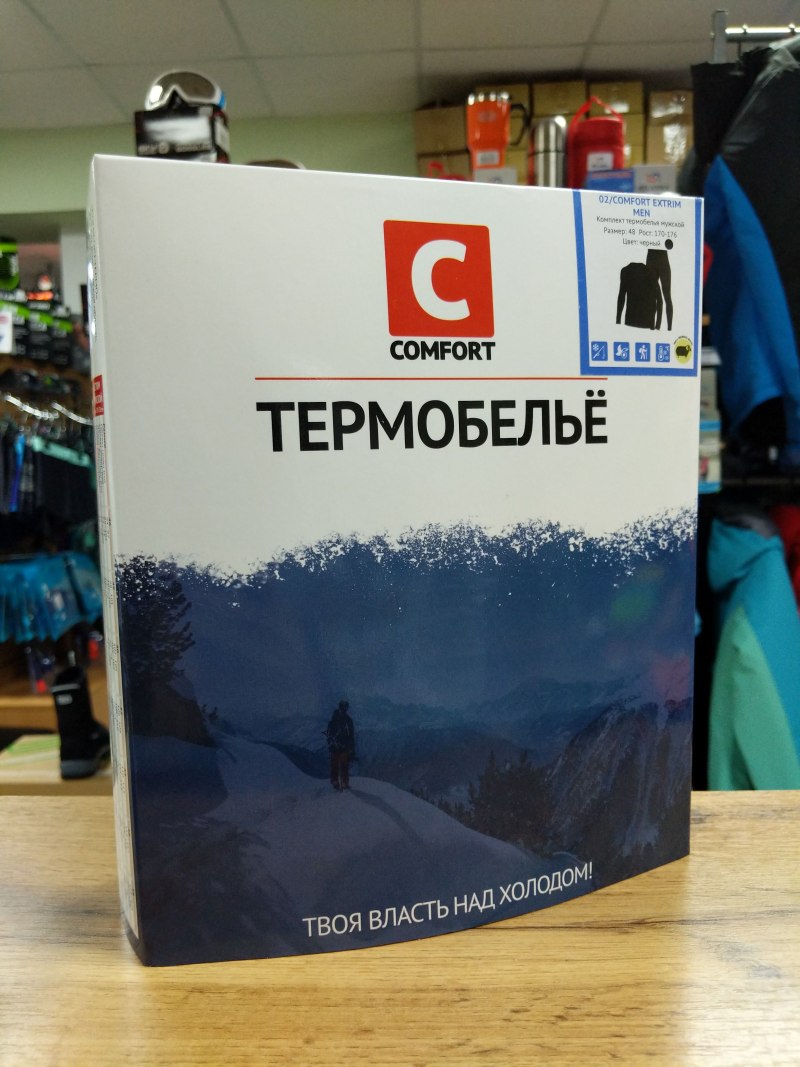 C
COMFORT
ТЕРМОБЕЛЬЁ
02/COMFORT EXTRIM
MEN
Комплект термобелья мужской
Размер: 48 Рост: 170-176
Цвет: черный
ТВОЯ ВЛАСТЬ НАД ХОЛОДОМ!